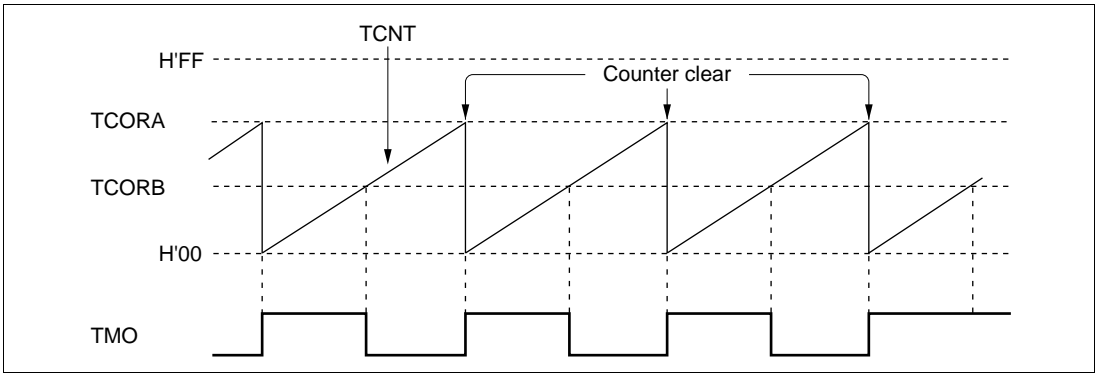 TCNT
H'FF
Counter clear
TCORA
TCORB
H'00
TMO